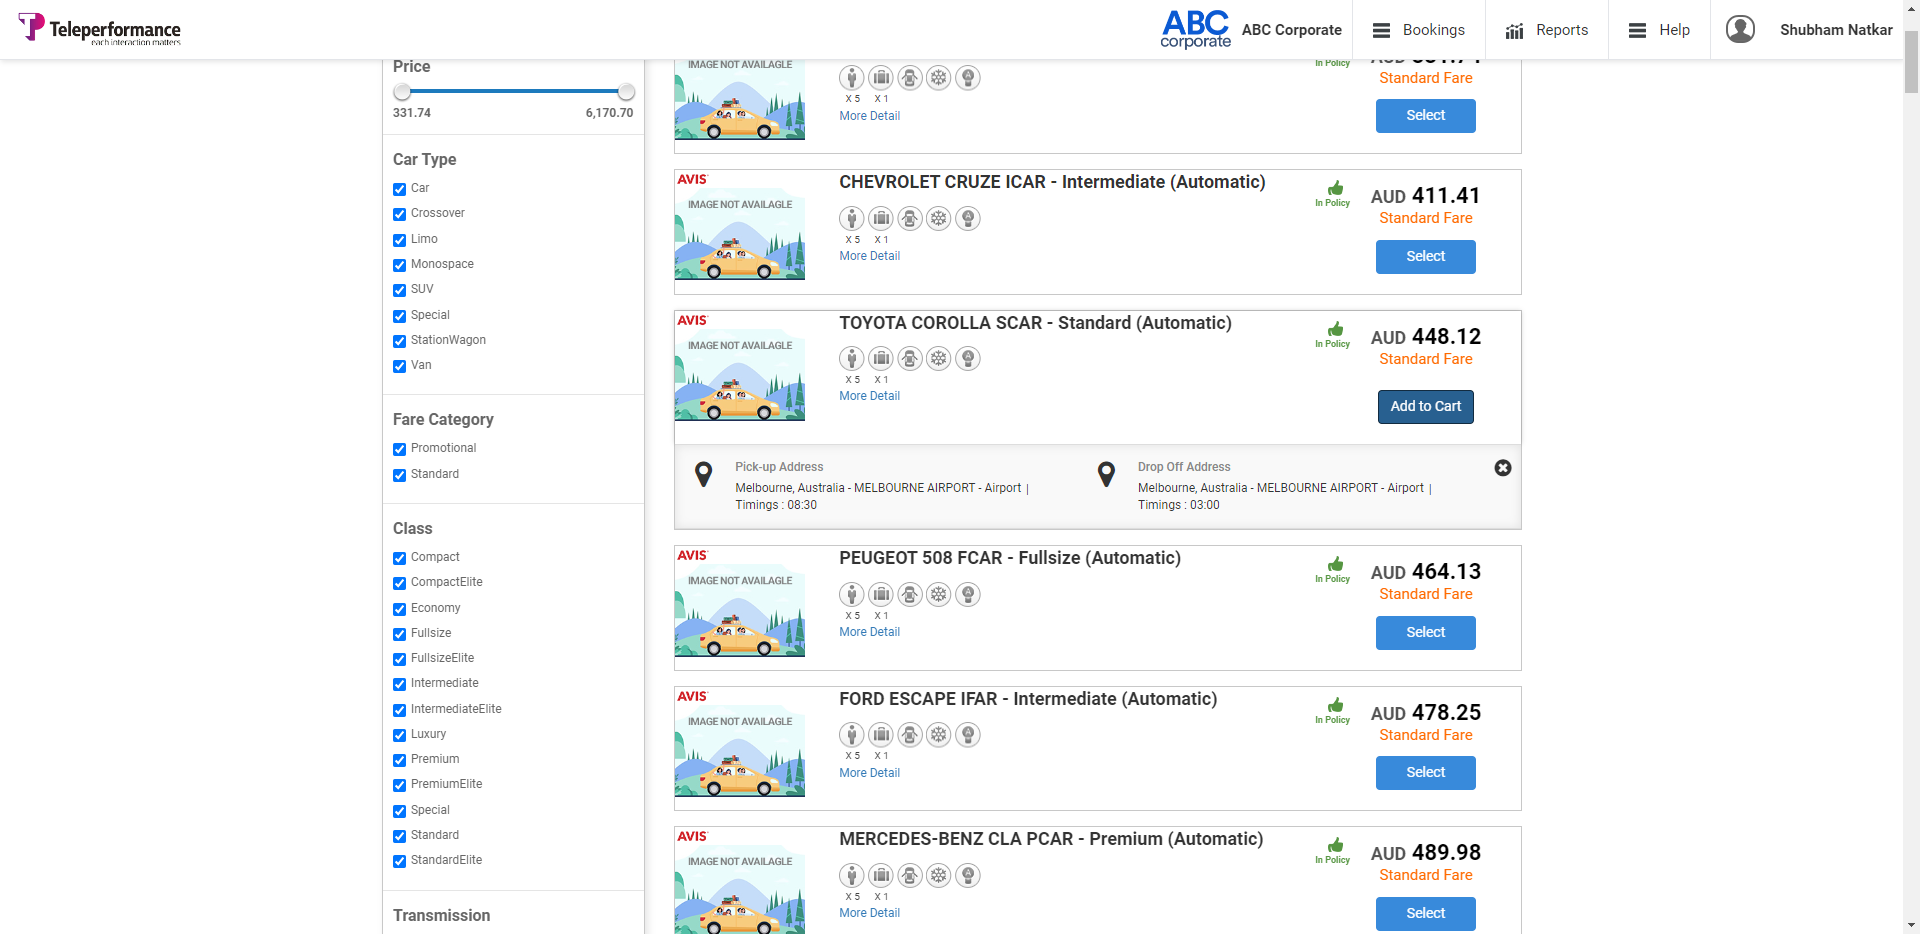 Teleperformance
each interaction matters
ABC
corporate
ABC Corporate
Bookings
Reports
Help
Shubham Natkar
Price
331.74
6,170.70
Car Type
Car
Crossover
Limo
Monospace
SUV
Special
StationWagon
Van
Fare Category
Promotional
Standard
Class
Compact
CompactElite
Economy
Fullsize
FullsizeElite
Intermediate
IntermediateElite
Luxury
Premium
PremiumElite
Special
Standard
StandardElite
Transmission
IMAGE NOT AVAILABLE
X 5 X 1
More Detail
In Policy
AUD 331.74
Standard Fare
Select
AVIS
IMAGE NOT AVAILABLE
CHEVROLET CRUZE ICAR - Intermediate (Automatic)
X 5 X 1
More Detail
In Policy
AUD 411.41
Standard Fare
Select
AVIS
IMAGE NOT AVAILABLE
TOYOTA COROLLA SCAR - Standard (Automatic)
X 5 X 1
More Detail
In Policy
AUD 448.12
Standard Fare
Add to Cart
Pick-up Address
Melbourne, Australia - MELBOURNE AIRPORT - Airport |
Timings : 08:30
Drop Off Address
Melbourne, Australia - MELBOURNE AIRPORT - Airport |
Timings : 03:00
AVIS
IMAGE NOT AVAILABLE
PEUGEOT 508 FCAR - Fullsize (Automatic)
X 5 X 1
More Detail
In Policy
AUD 464.13
Standard Fare
Select
AVIS
IMAGE NOT AVAILABLE
FORD ESCAPE IFAR - Intermediate (Automatic)
X 5 X 1
More Detail
In Policy
AUD 478.25
Standard Fare
Select
AVIS
IMAGE NOT AVAILABLE
MERCEDES-BENZ CLA PCAR - Premium (Automatic)
X 5 X 1
More Detail
In Policy
AUD 489.98
Standard Fare
Select